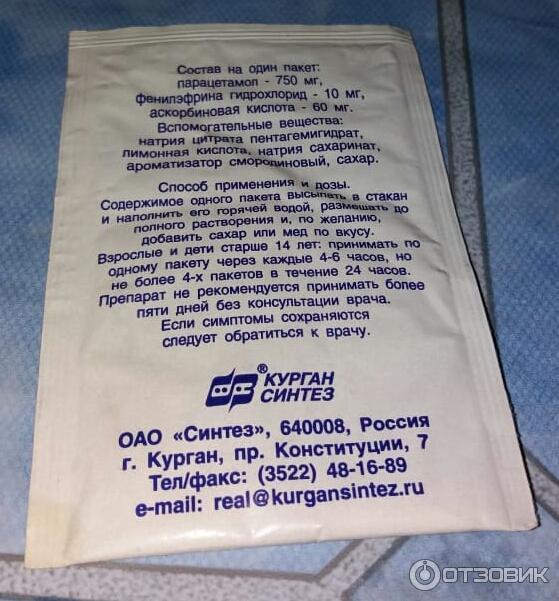 Состав на один пакет:
парацетамол - 750 мг,
фенилэфрина гидрохлорид - 10 мг,
аскорбиновая кислота - 60 мг.
Вспомогательные вещества:
натрия цитрата пентагемигидрат,
лимонная кислота, натрия сахаринат,
ароматизатор смородиновый, сахар.
Способ применения и дозы.
Содержимое одного пакета высыпать в стакан
и наполнить его горячей водой, размешать до
полного растворения и, по желанию,
добавить сахар или мед по вкусу.
Взрослые и дети старше 14 лет: принимать по
одному пакету через каждые 4-6 часов, но
не более 4-х пакетов в течение 24 часов.
Препарат не рекомендуется принимать более
пяти дней без консультации врача.
Если симптомы сохраняются
следует обратиться к врачу.
®
КУРГАН
СИНТЕЗ
ОАО «Синтез», 640008, Россия
г. Курган, пр. Конституции, 7
Тел/факс: (3522) 48-16-89
e-mail: real@kurgansintez.ru
ОТЗОВИК